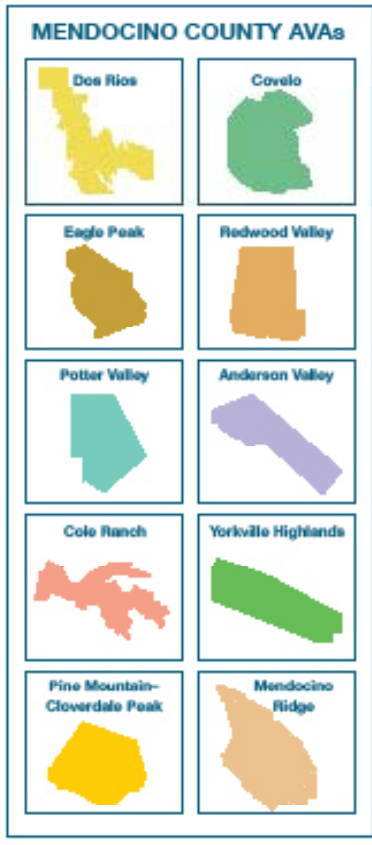 MENDOCINO COUNTY AVAs
Dos Rios
Covelo
Eagle Peak
Redwood Valley
Potter Valley
Anderson Valley
Cole Ranch
Yorkville Highlands
Pine Mountain–
Cloverdale Peak
Mendocino
Ridge